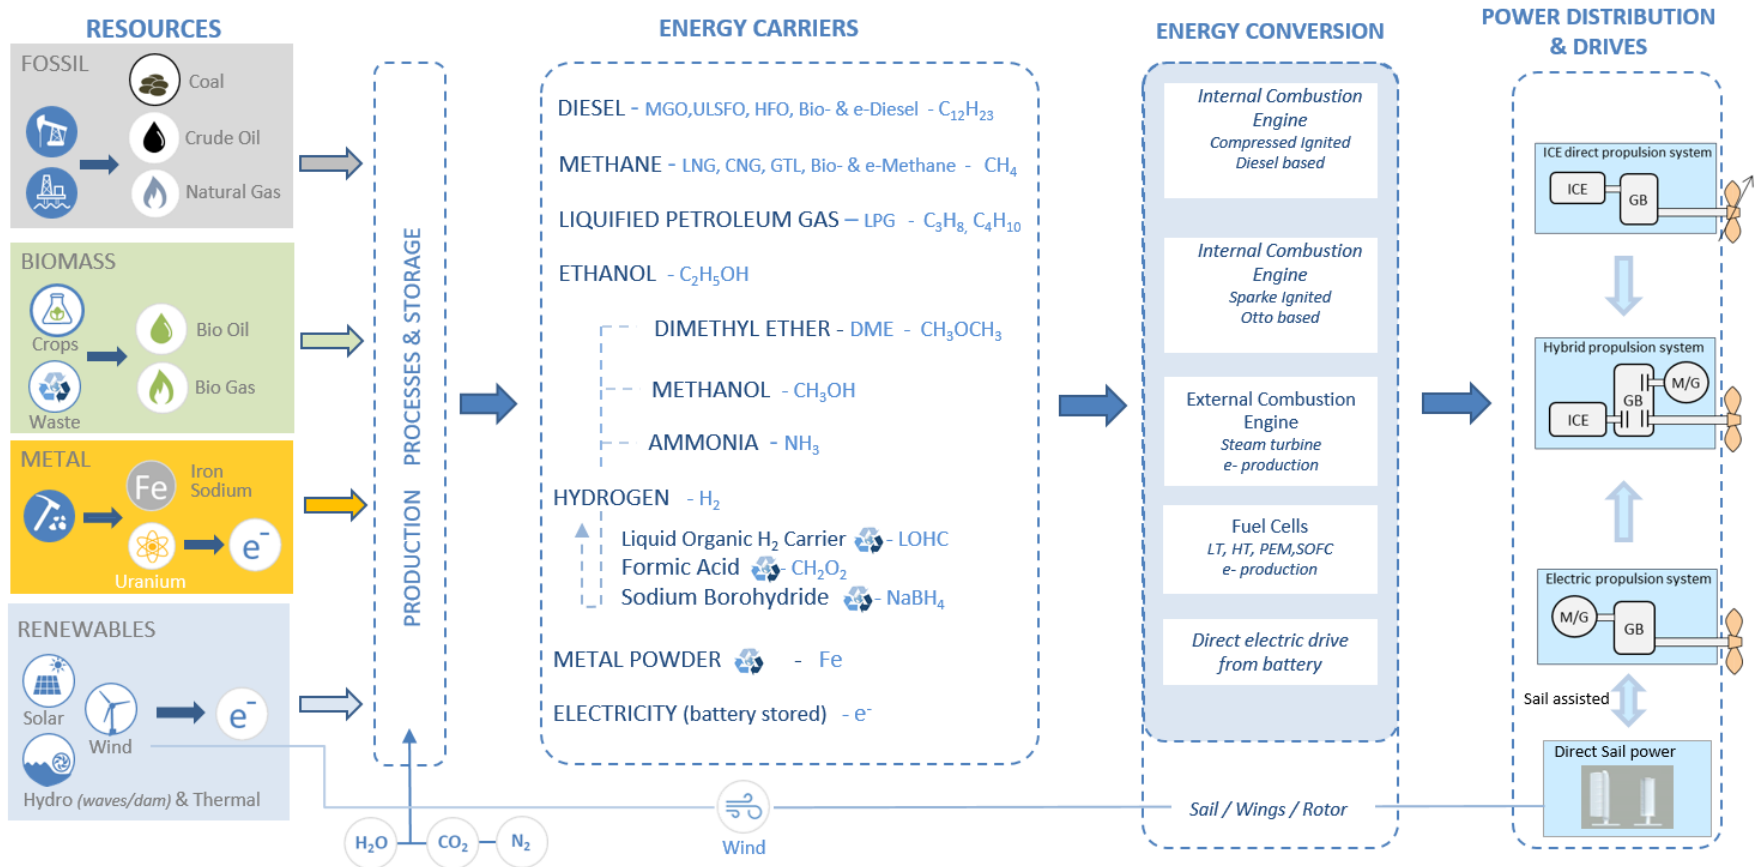 RESOURCES
FOSSIL
Coal
Crude Oil
Natural Gas
BIOMASS
Crops
Waste
Bio Oil
Bio Gas
METAL
Fe
Iron
Sodium
Uranium
e⁻
RENEWABLES
Solar
Wind
e⁻
Hydro (waves/dam) & Thermal
PRODUCTION PROCESSES & STORAGE
H₂O
CO₂
N₂
ENERGY CARRIERS
DIESEL - MGO,ULSFO, HFO, Bio- & e-Diesel - C₁₂H₂₃
METHANE - LNG, CNG, GTL, Bio- & e-Methane - CH₄
LIQUIFIED PETROLEUM GAS – LPG - C₃H₈, C₄H₁₀
ETHANOL - C₂H₅OH
DIMETHYL ETHER - DME - CH₃OCH₃
METHANOL - CH₃OH
AMMONIA - NH₃
HYDROGEN - H₂
Liquid Organic H₂ Carrier - LOHC
Formic Acid - CH₂O₂
Sodium Borohydride - NaBH₄
METAL POWDER - Fe
ELECTRICITY (battery stored) - e⁻
Wind
ENERGY CONVERSION
Internal Combustion
Engine
Compressed Ignited
Diesel based
Internal Combustion
Engine
Sparke Ignited
Otto based
External Combustion
Engine
Steam turbine
e- production
Fuel Cells
LT, HT, PEM,SOFC
e- production
Direct electric drive
from battery
Sail / Wings / Rotor
POWER DISTRIBUTION
& DRIVES
ICE direct propulsion system
ICE
GB
Hybrid propulsion system
M/G
GB
ICE
Electric propulsion system
M/G
GB
Sail assisted
Direct Sail power